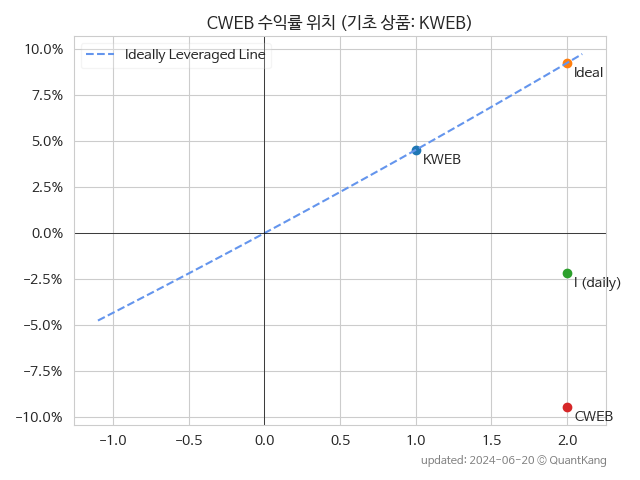 CWEB 수익률 위치 (기초 상품: KWEB)
10.0%
7.5%
5.0%
2.5%
0.0%
−2.5%
−5.0%
−7.5%
−10.0%
Ideally Leveraged Line
Ideal
KWEB
I (daily)
CWEB
−1.0 −0.5 0.0 0.5 1.0 1.5 2.0
updated: 2024-06-20 © QuantKang